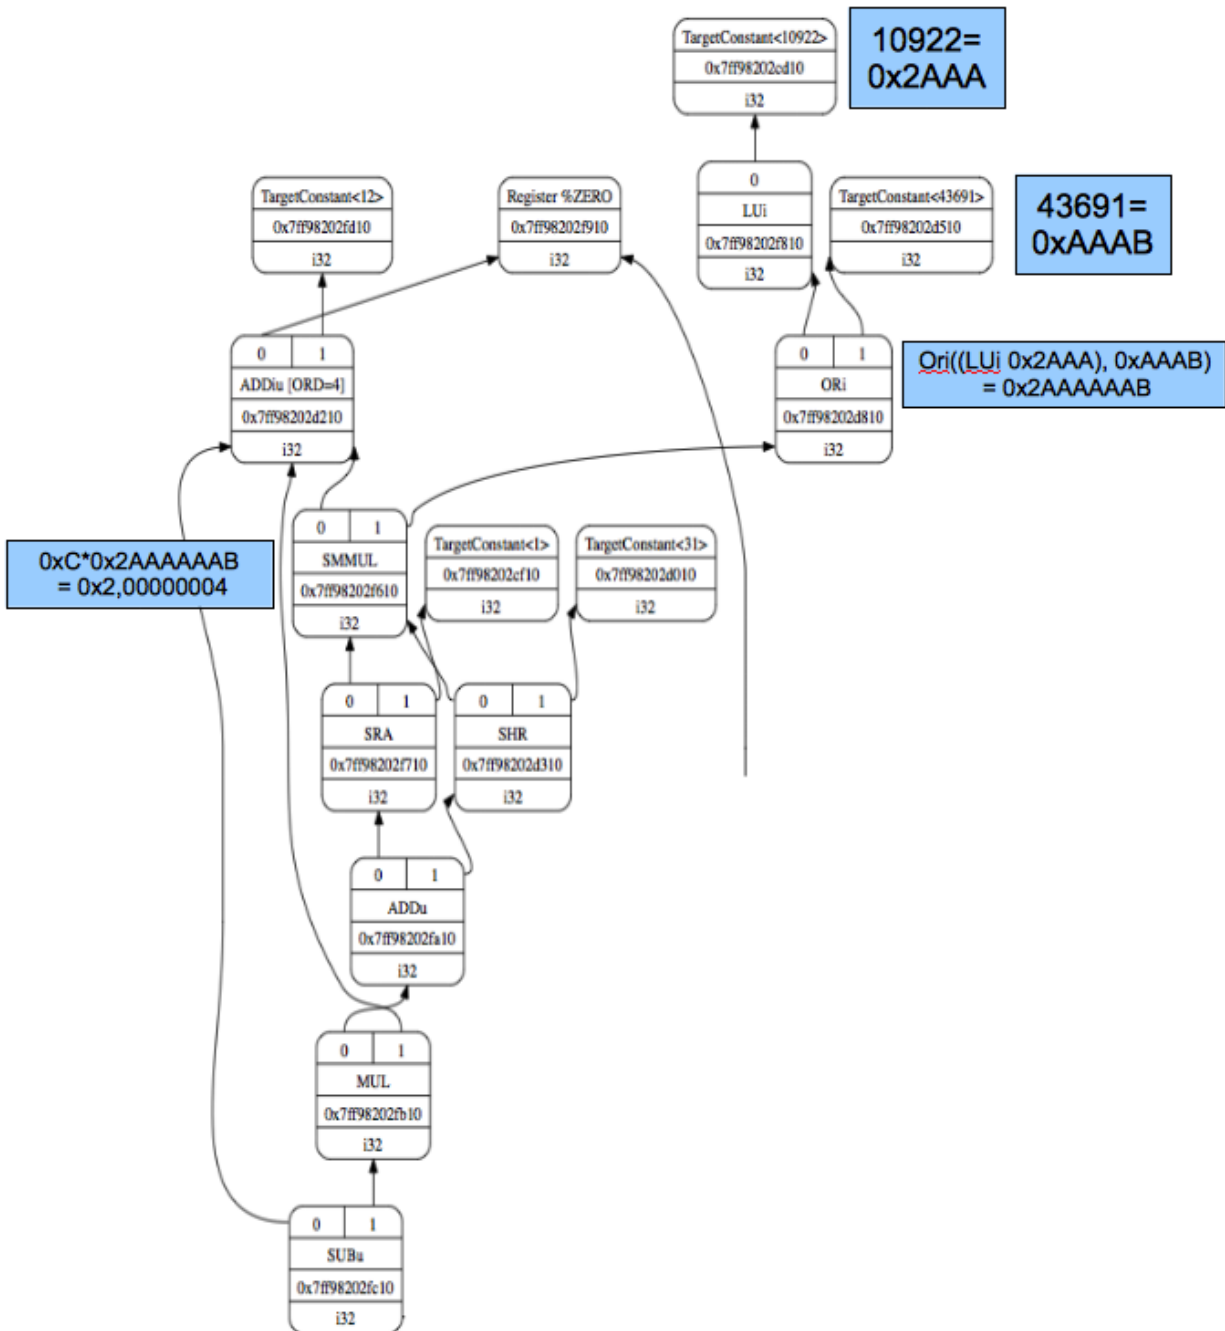 TargetConstant<10922>
0x7ff98202cd10
i32
10922=
0x2AAA
TargetConstant<12>
0x7ff98202fd10
i32
Register %ZERO
0x7ff98202f910
i32
0
LUi
0x7ff98202f810
i32
TargetConstant<43691>
0x7ff98202d510
i32
43691=
0xAAAB
0 1
ADDiu [ORD=4]
0x7ff98202d210
i32
0 1
ORi
0x7ff98202d810
i32
Ori((LUi 0x2AAA), 0xAAAB)
= 0x2AAAAAAB
0xC*0x2AAAAAAB
= 0x2,00000004
0 1
SMMUL
0x7ff98202f610
i32
TargetConstant<1>
0x7ff98202cf10
i32
TargetConstant<31>
0x7ff98202d010
i32
0 1
SRA
0x7ff98202f710
i32
0 1
SHR
0x7ff98202d310
i32
0 1
ADDu
0x7ff98202fa10
i32
0 1
MUL
0x7ff98202fb10
i32
0 1
SUBu
0x7ff98202fc10
i32